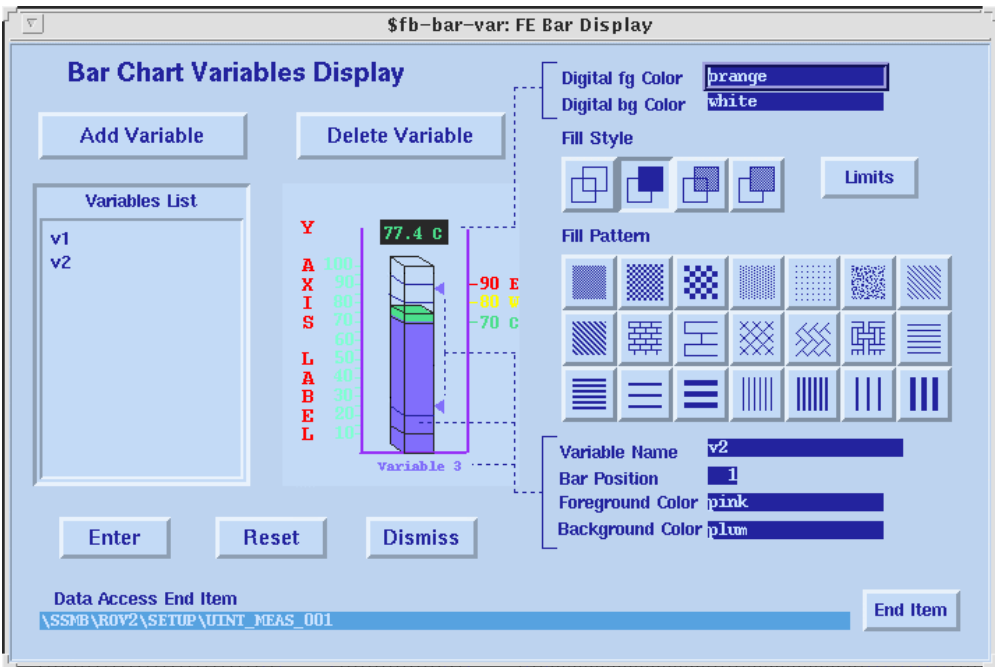 $fb-bar-var: FE Bar Display
Bar Chart Variables Display
Add Variable
Delete Variable
Variables List
v1
v2
Y AXIS LABEL
77.4 C
100
90
80
70
60
50
40
30
20
10
-90 E
-80 W
-70 C
Variable 3
Digital fg Color orange
Digital bg Color white
Fill Style
Limits
Fill Pattern
Variable Name v2
Bar Position 1
Foreground Color pink
Background Color plum
Enter
Reset
Dismiss
Data Access End Item
\SSMB\ROV2\SETUP\UINT_MEAS_001
End Item